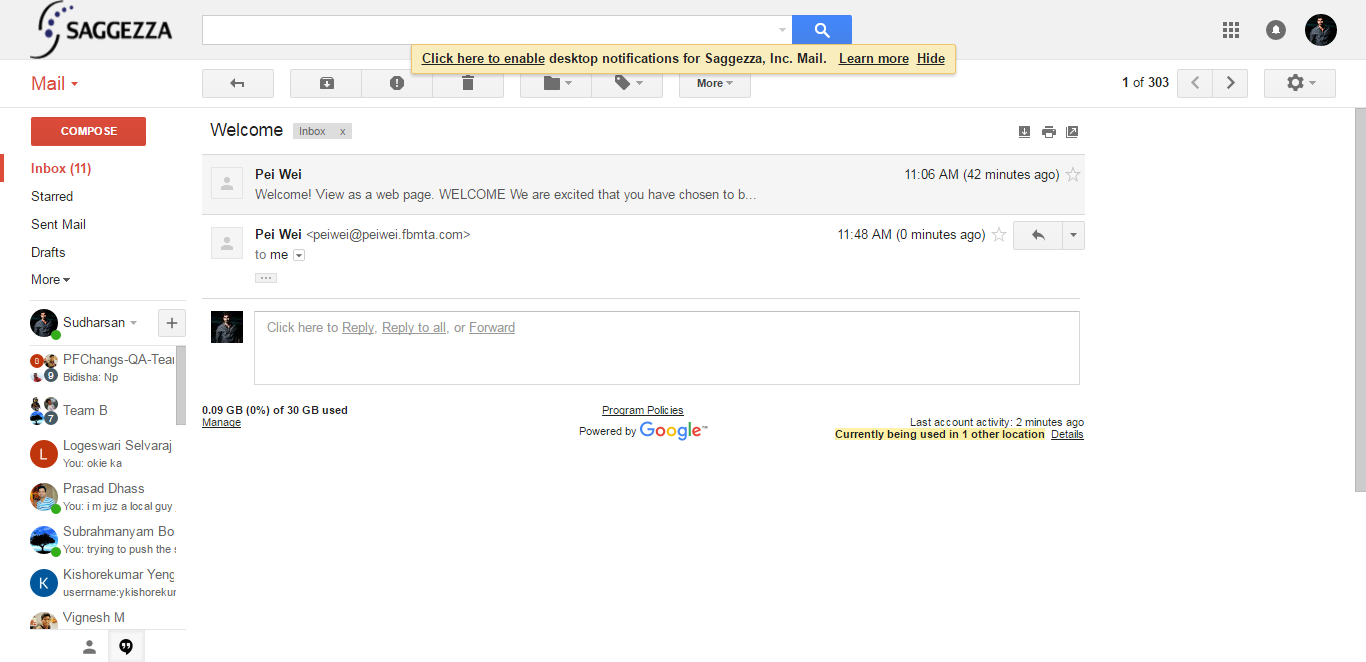 SAGGEZZA
Click here to enable desktop notifications for Saggezza, Inc. Mail. Learn more Hide
Mail
More
1 of 303
COMPOSE
Inbox (11)
Starred
Sent Mail
Drafts
More
Welcome Inbox x
Pei Wei 11:06 AM (42 minutes ago)
Welcome! View as a web page. WELCOME We are excited that you have chosen to b...
Pei Wei <peiwei@peiwei.fbmta.com> 11:48 AM (0 minutes ago)
to me
Click here to Reply, Reply to all, or Forward
0.09 GB (0%) of 30 GB used
Manage
Program Policies
Powered by Google™
Last account activity: 2 minutes ago
Currently being used in 1 other location Details
Sudharsan
PFChangs-QA-Tea
9
Bidisha: Np
Team B
7
L
Logeswari Selvaraj
You: okie ka
Prasad Dhass
You: i m juz a local guy
Subrahmanyam Bo
You: trying to push the s
K
Kishorekumar Yeng
userrname:ykishorekur
Vignesh M